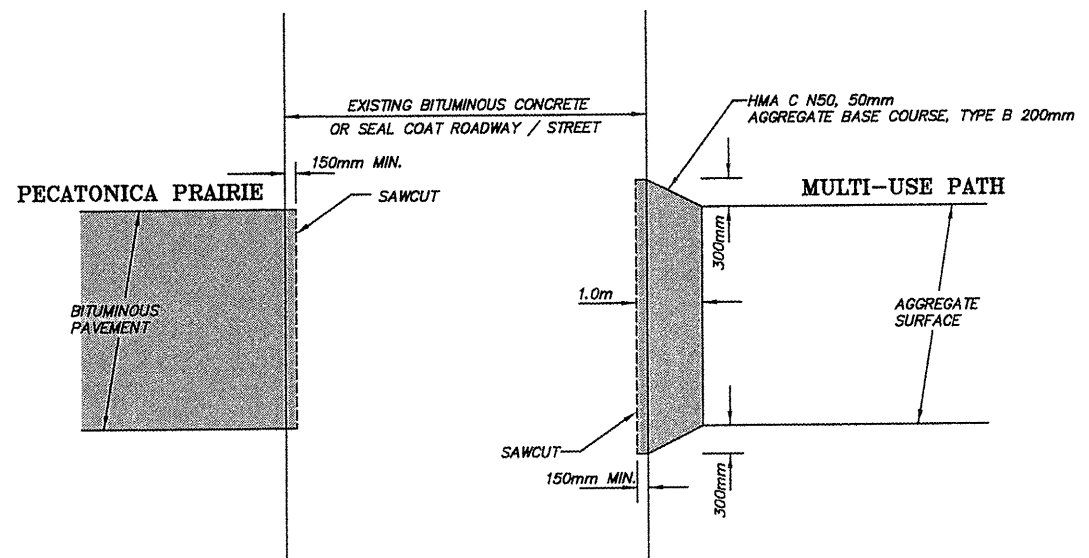 EXISTING BITUMINOUS CONCRETE
OR SEAL COAT ROADWAY / STREET
HMA C N50, 50mm
AGGREGATE BASE COURSE, TYPE B 200mm
150mm MIN.
PECATONICA PRAIRIE
SAWCUT
MULTI-USE PATH
300mm
1.0m
BITUMINOUS
PAVEMENT
AGGREGATE
SURFACE
SAWCUT
150mm MIN.
300mm